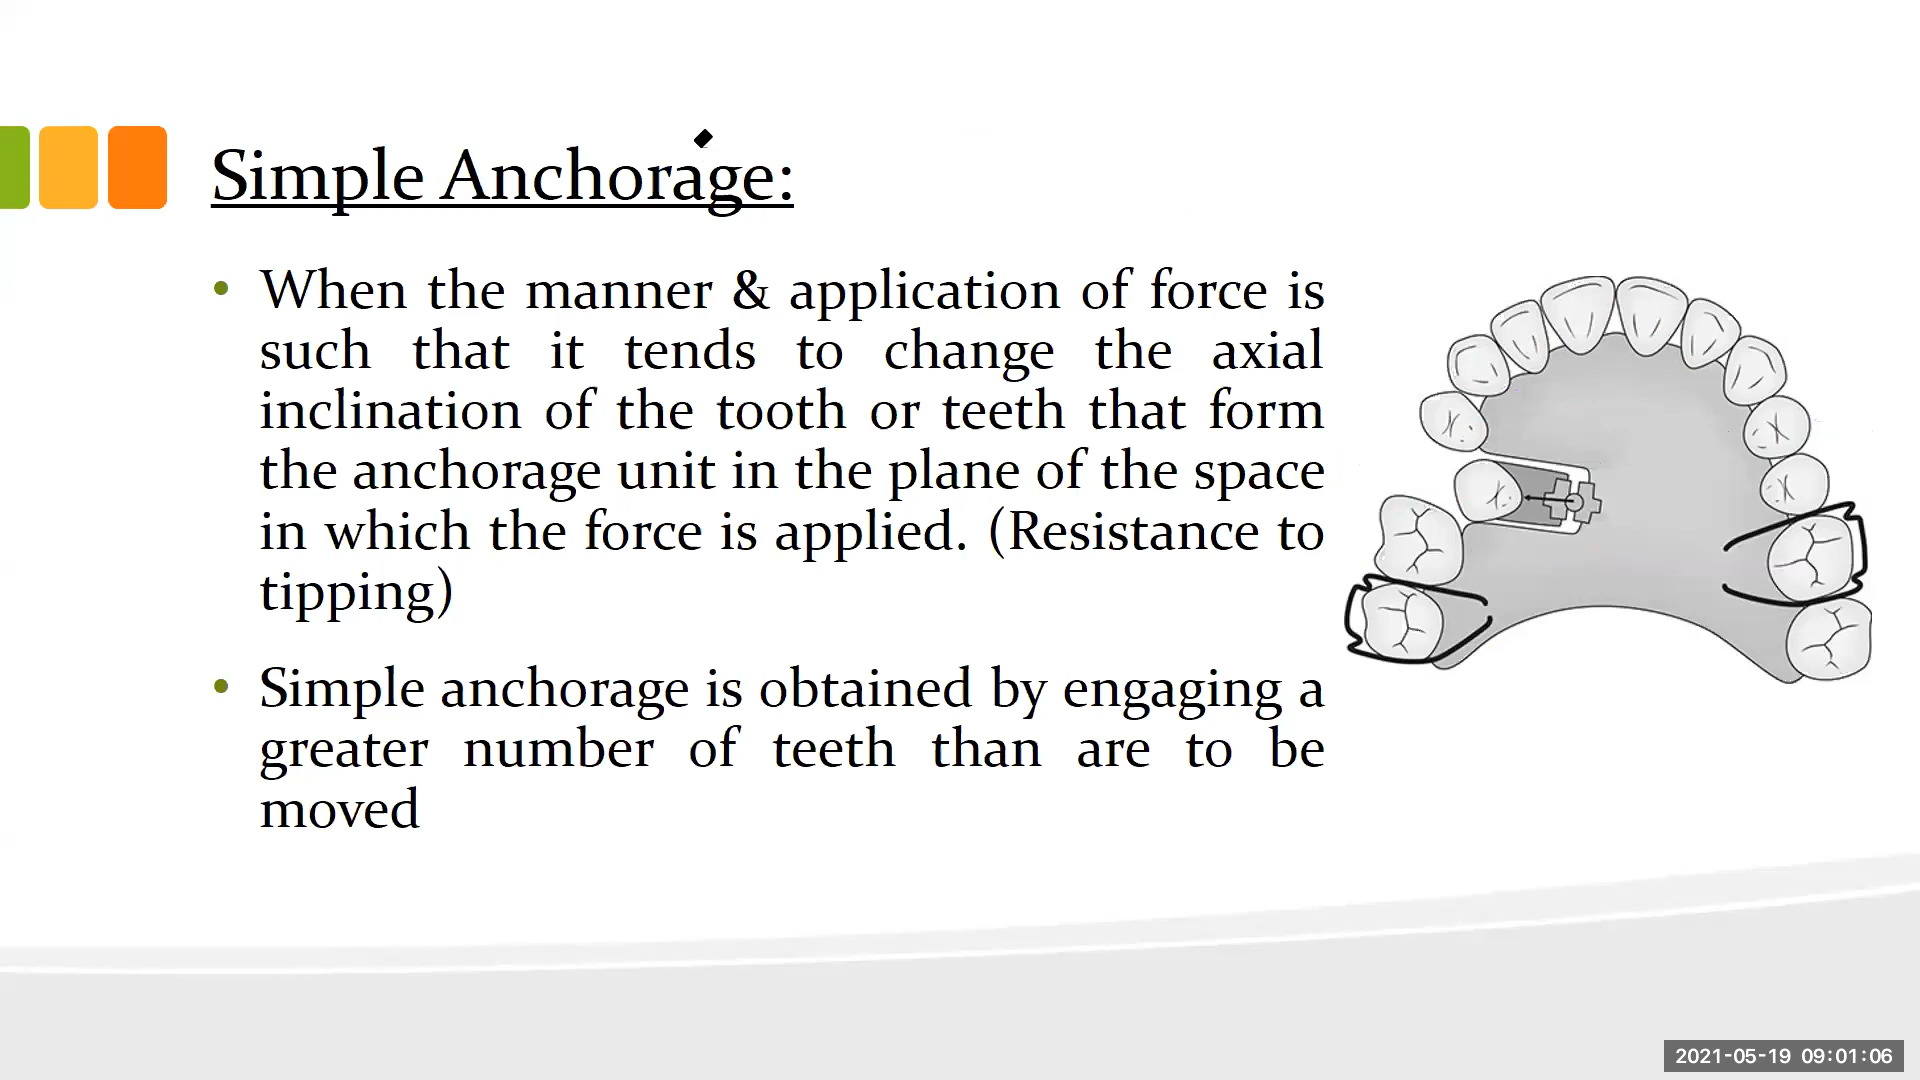 Simple Anchorage:
• When the manner & application of force is
such that it tends to change the axial
inclination of the tooth or teeth that form
the anchorage unit in the plane of the space
in which the force is applied. (Resistance to
tipping)
• Simple anchorage is obtained by engaging a
greater number of teeth than are to be
moved
2021-05-19 09:01:06